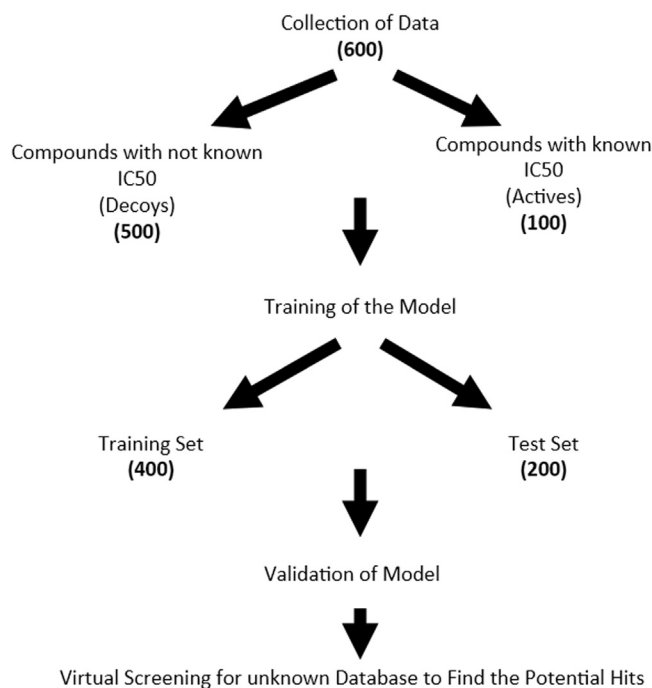 Collection of Data
(600)
Compounds with not known
IC50
(Decoys)
(500)
Compounds with known
IC50
(Actives)
(100)
Training of the Model
Training Set
(400)
Test Set
(200)
Validation of Model
Virtual Screening for unknown Database to Find the Potential Hits